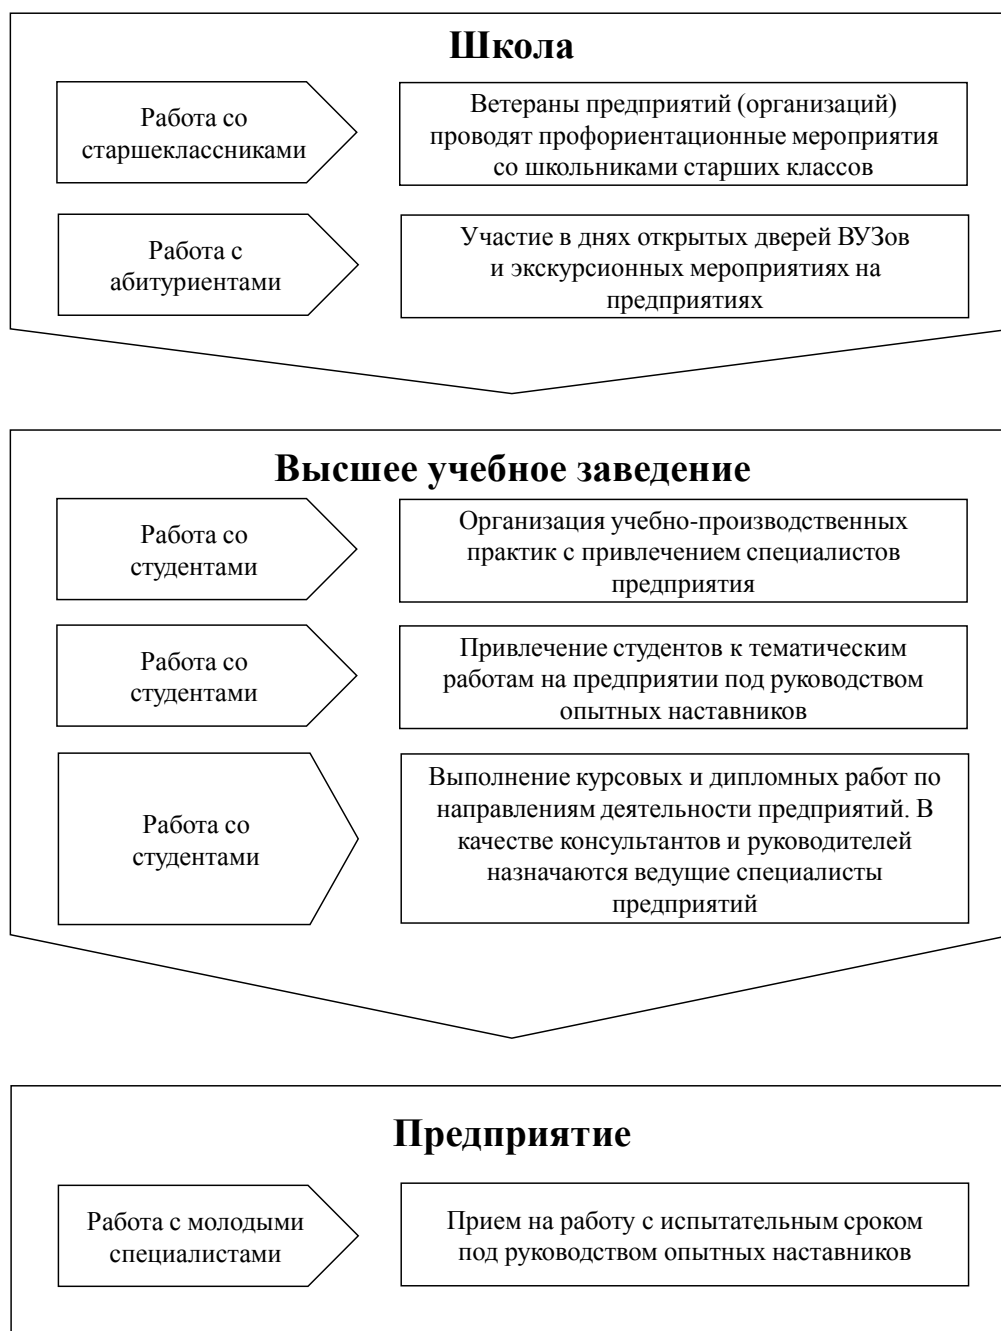 Школа
Работа со
старшеклассниками
Ветераны предприятий (организаций)
проводят профориентационные мероприятия
со школьниками старших классов
Работа с
абитуриентами
Участие в днях открытых дверей ВУЗов
и экскурсионных мероприятиях на
предприятиях
Высшее учебное заведение
Работа со
студентами
Организация учебно-производственных
практик с привлечением специалистов
предприятия
Работа со
студентами
Привлечение студентов к тематическим
работам на предприятии под руководством
опытных наставников
Работа со
студентами
Выполнение курсовых и дипломных работ по
направлениям деятельности предприятий. В
качестве консультантов и руководителей
назначаются ведущие специалисты
предприятий
Предприятие
Работа с молодыми
специалистами
Прием на работу с испытательным сроком
под руководством опытных наставников